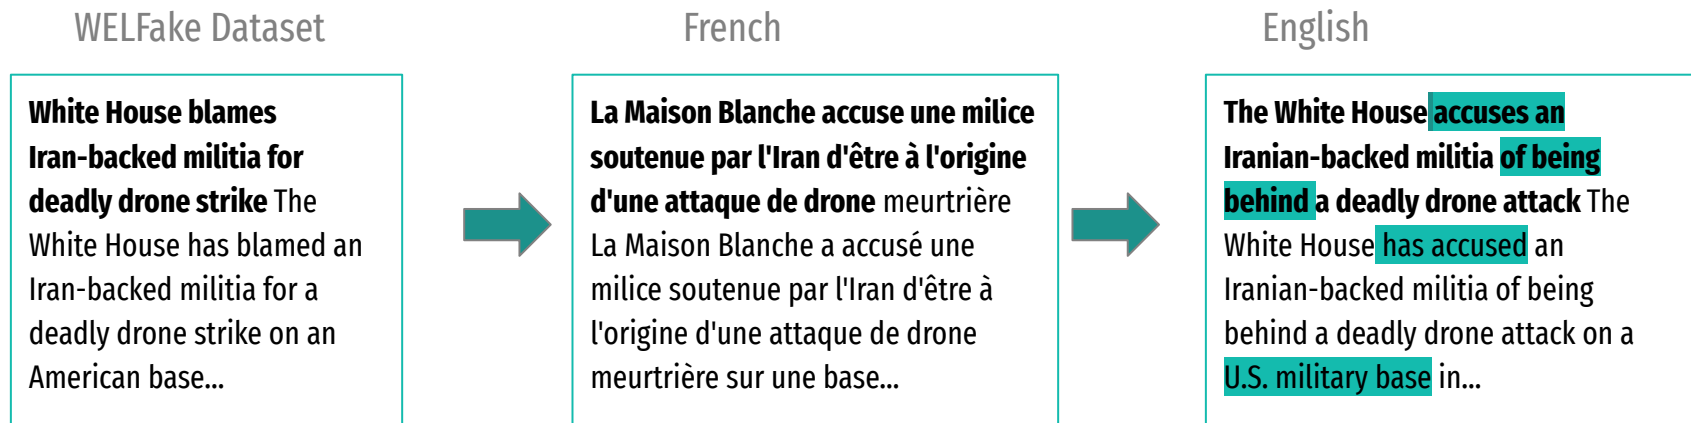 WELFake Dataset
White House blames
Iran-backed militia for
deadly drone strike The
White House has blamed an
Iran-backed militia for a
deadly drone strike on an
American base...
French
La Maison Blanche accuse une milice
soutenue par l'Iran d'être à l'origine
d'une attaque de drone meurtrière
La Maison Blanche a accusé une
milice soutenue par l'Iran d'être à
l'origine d'une attaque de drone
meurtrière sur une base...
English
The White House accuses an
Iranian-backed militia of being
behind a deadly drone attack The
White House has accused an
Iranian-backed militia of being
behind a deadly drone attack on a
U.S. military base in...